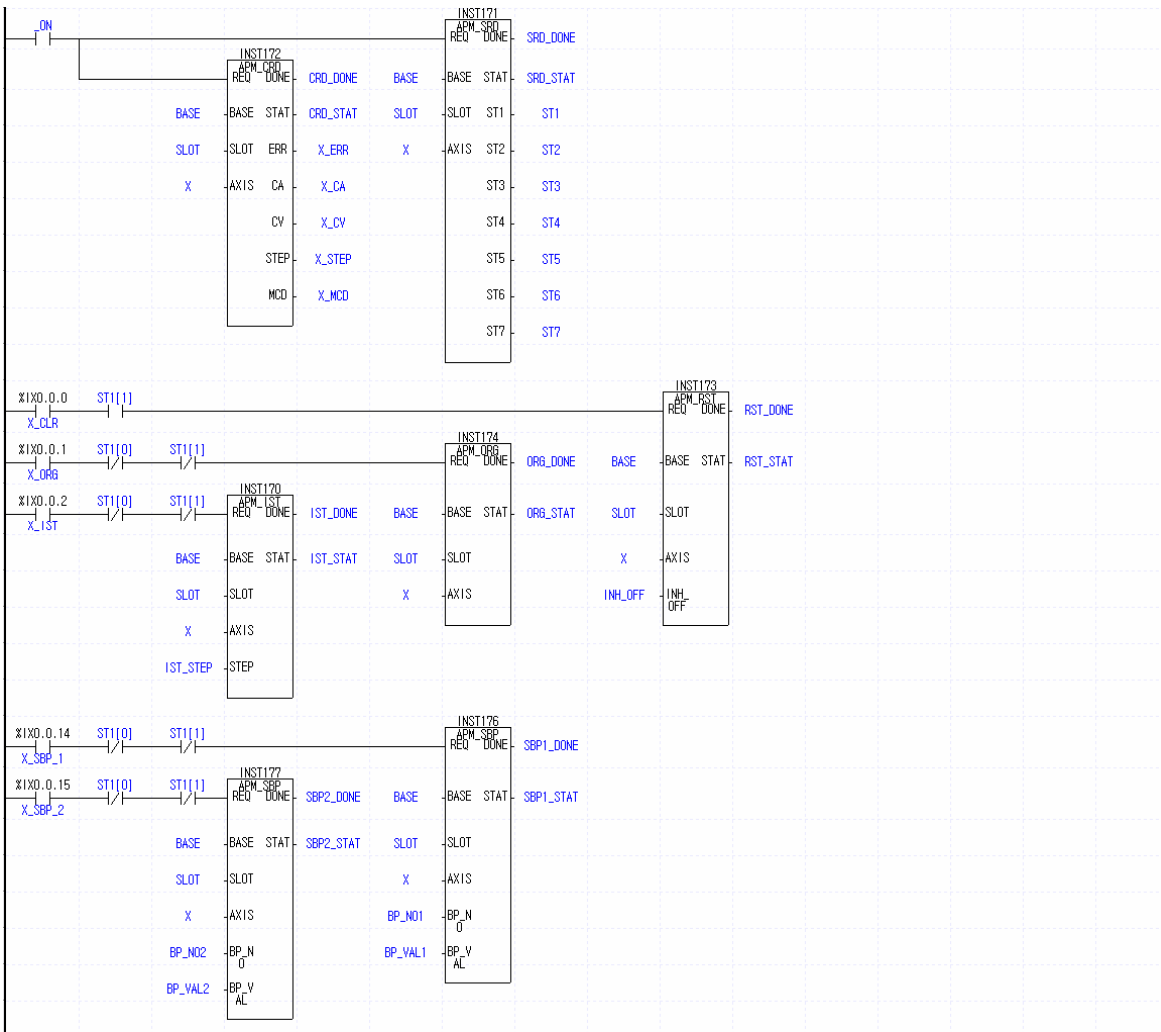 _ON
INST171
APM_SRD
REQ DONE SRD_DONE
INST172
APM_CRD
REQ DONE CRD_DONE BASE BASE STAT SRD_STAT
BASE BASE STAT CRD_STAT SLOT SLOT ST1 ST1
SLOT SLOT ERR X_ERR X AXIS ST2 ST2
X AXIS CA X_CA ST3 ST3
CV X_CV ST4 ST4
STEP X_STEP ST5 ST5
MCD X_MCD ST6 ST6
ST7 ST7
INST173
%IX0.0.0 ST1[1] APM_RST
REQ DONE RST_DONE
X_CLR
INST174
%IX0.0.1 ST1[0] ST1[1] APM_ORG
REQ DONE ORG_DONE BASE BASE STAT RST_STAT
X_ORG
INST170
%IX0.0.2 ST1[0] ST1[1] APM_IST
REQ DONE IST_DONE BASE BASE STAT ORG_STAT SLOT SLOT
X_IST
BASE BASE STAT IST_STAT SLOT SLOT X AXIS
SLOT SLOT X AXIS INH_OFF INH_
OFF
X AXIS
IST_STEP STEP
INST176
%IX0.0.14 ST1[0] ST1[1] APM_SBP
REQ DONE SBP1_DONE
X_SBP_1
INST177
%IX0.0.15 ST1[0] ST1[1] APM_SBP
REQ DONE SBP2_DONE BASE BASE STAT SBP1_STAT
X_SBP_2
BASE BASE STAT SBP2_STAT SLOT SLOT
SLOT SLOT X AXIS
X AXIS BP_NO1 BP_N
O
BP_NO2 BP_N
O BP_VAL1 BP_V
AL
BP_VAL2 BP_V
AL